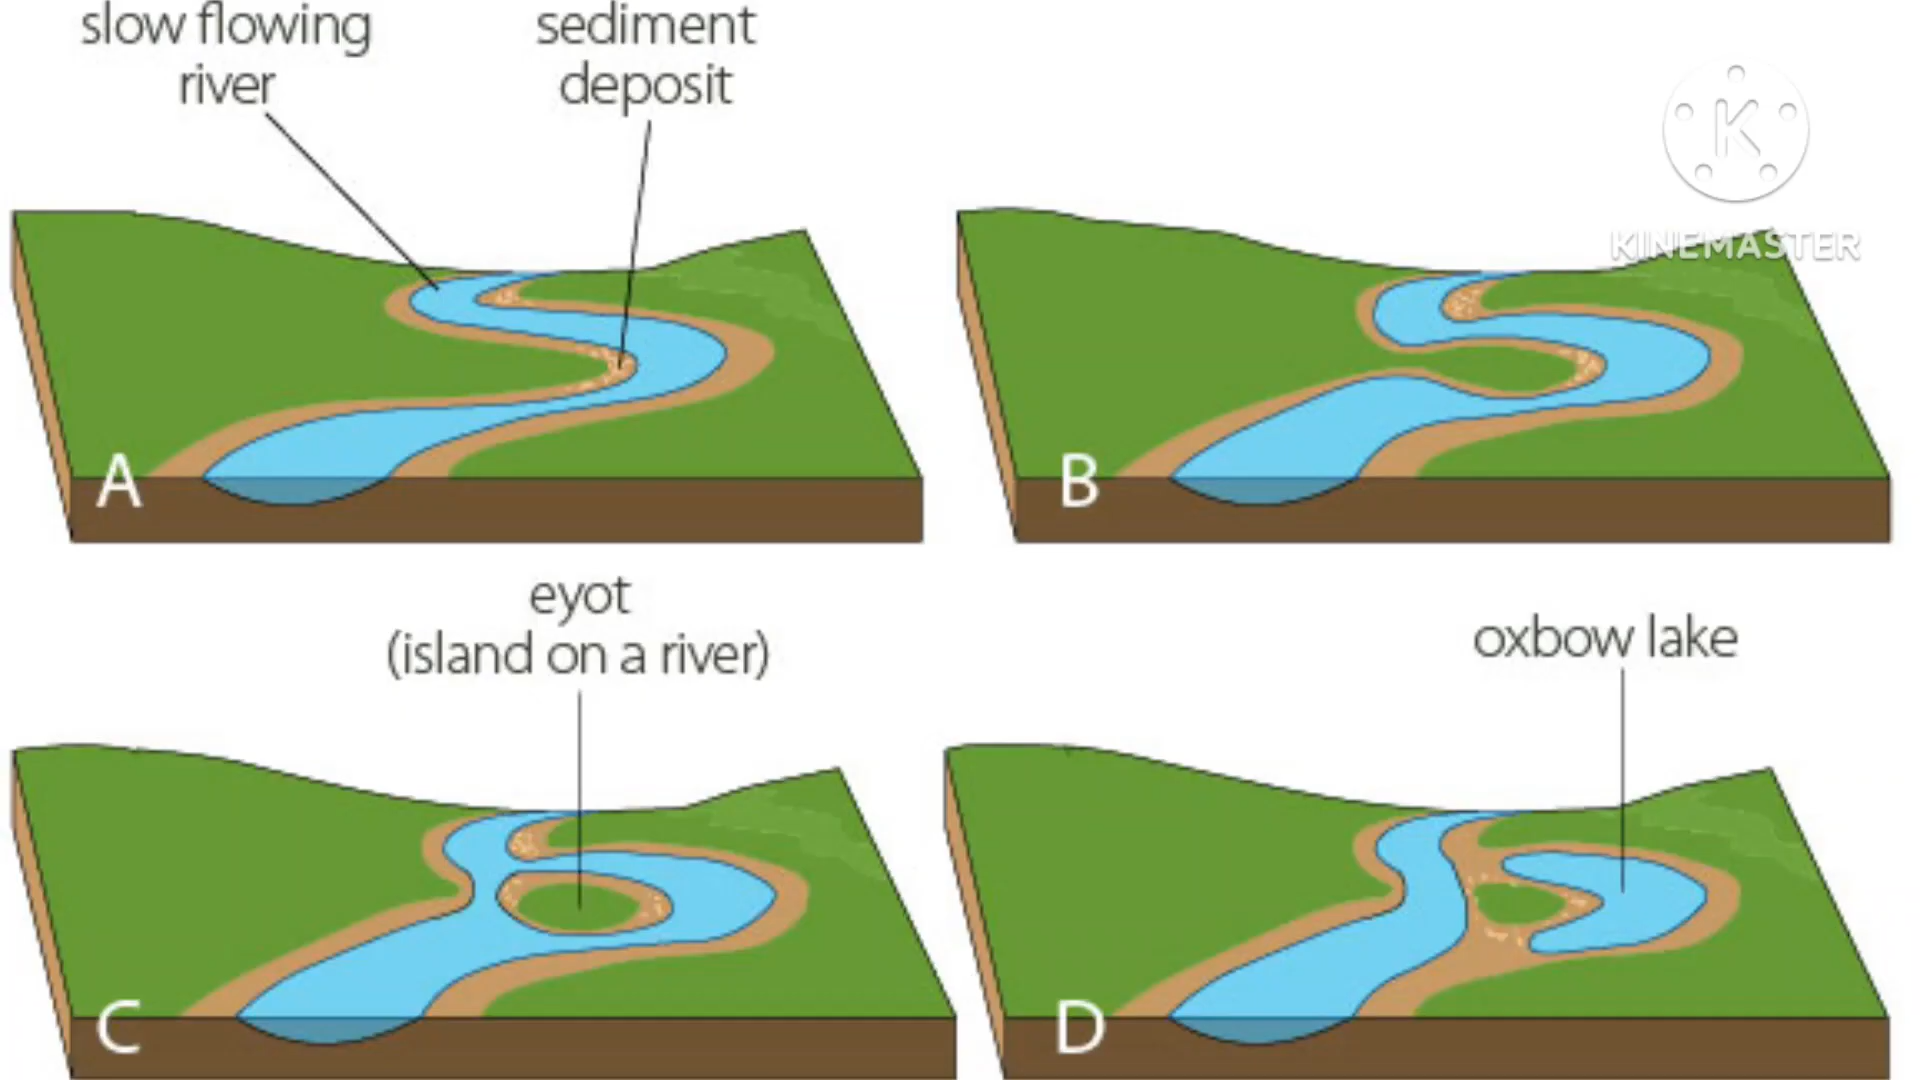 slow flowing
river
sediment
deposit
K
KINEMASTER
A
B
eyot
(island on a river)
oxbow lake
C
D